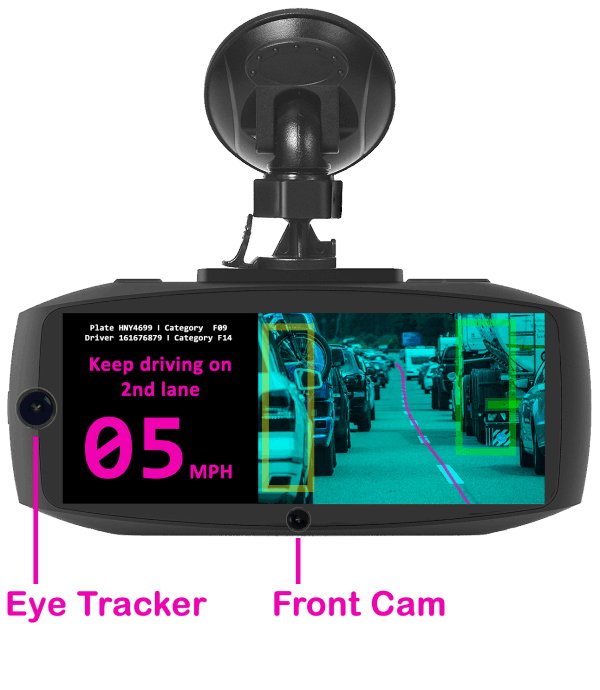 Plate HNY4699 I Category F09
Driver 161676879 I Category F14
Keep driving on
2nd lane
05 MPH
Eye Tracker
Front Cam